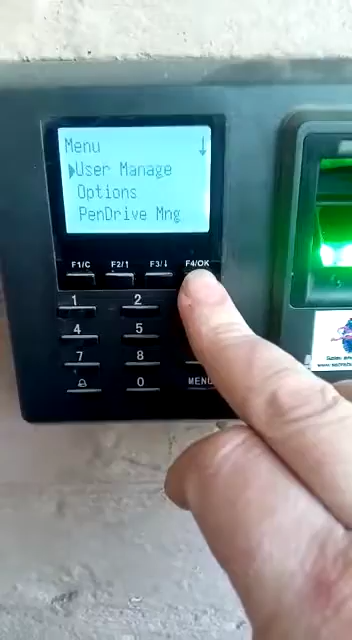 Menu ↓
User Manage
Options
PenDrive Mng
F1/C F2/↑ F3/↓ F4/OK
1 2
4 5
7 8
0 MENU